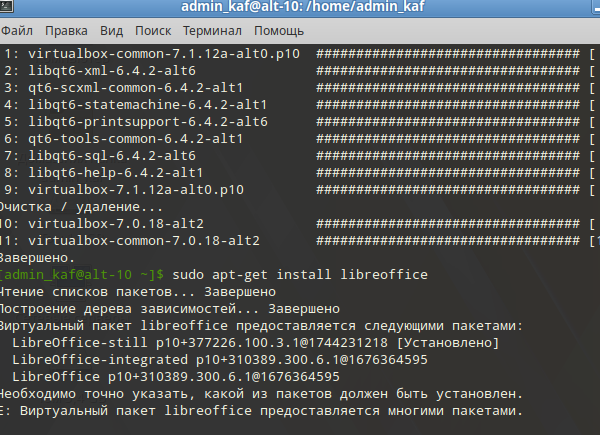 admin_kaf@alt-10: /home/admin_kaf
Файл Правка Вид Поиск Терминал Помощь
1: virtualbox-common-7.1.12a-alt0.p10 ################################# [
2: libqt6-xml-6.4.2-alt6 ################################# [
3: qt6-scxml-common-6.4.2-alt1 ################################# [
4: libqt6-statemachine-6.4.2-alt1 ################################# [
5: libqt6-printsupport-6.4.2-alt6 ################################# [
6: qt6-tools-common-6.4.2-alt1 ################################# [
7: libqt6-sql-6.4.2-alt6 ################################# [
8: libqt6-help-6.4.2-alt1 ################################# [
9: virtualbox-7.1.12a-alt0.p10 ################################# [
Очистка / удаление...
10: virtualbox-7.0.18-alt2 ################################# [
11: virtualbox-common-7.0.18-alt2 ################################# [1
Завершено.
[admin_kaf@alt-10 ~]$ sudo apt-get install libreoffice
Чтение списков пакетов... Завершено
Построение дерева зависимостей... Завершено
Виртуальный пакет libreoffice предоставляется следующими пакетами:
LibreOffice-still p10+377226.100.3.1@1744231218 [Установлено]
LibreOffice-integrated p10+310389.300.6.1@1676364595
LibreOffice p10+310389.300.6.1@1676364595
Необходимо точно указать, какой из пакетов должен быть установлен.
E: Виртуальный пакет libreoffice предоставляется многими пакетами.